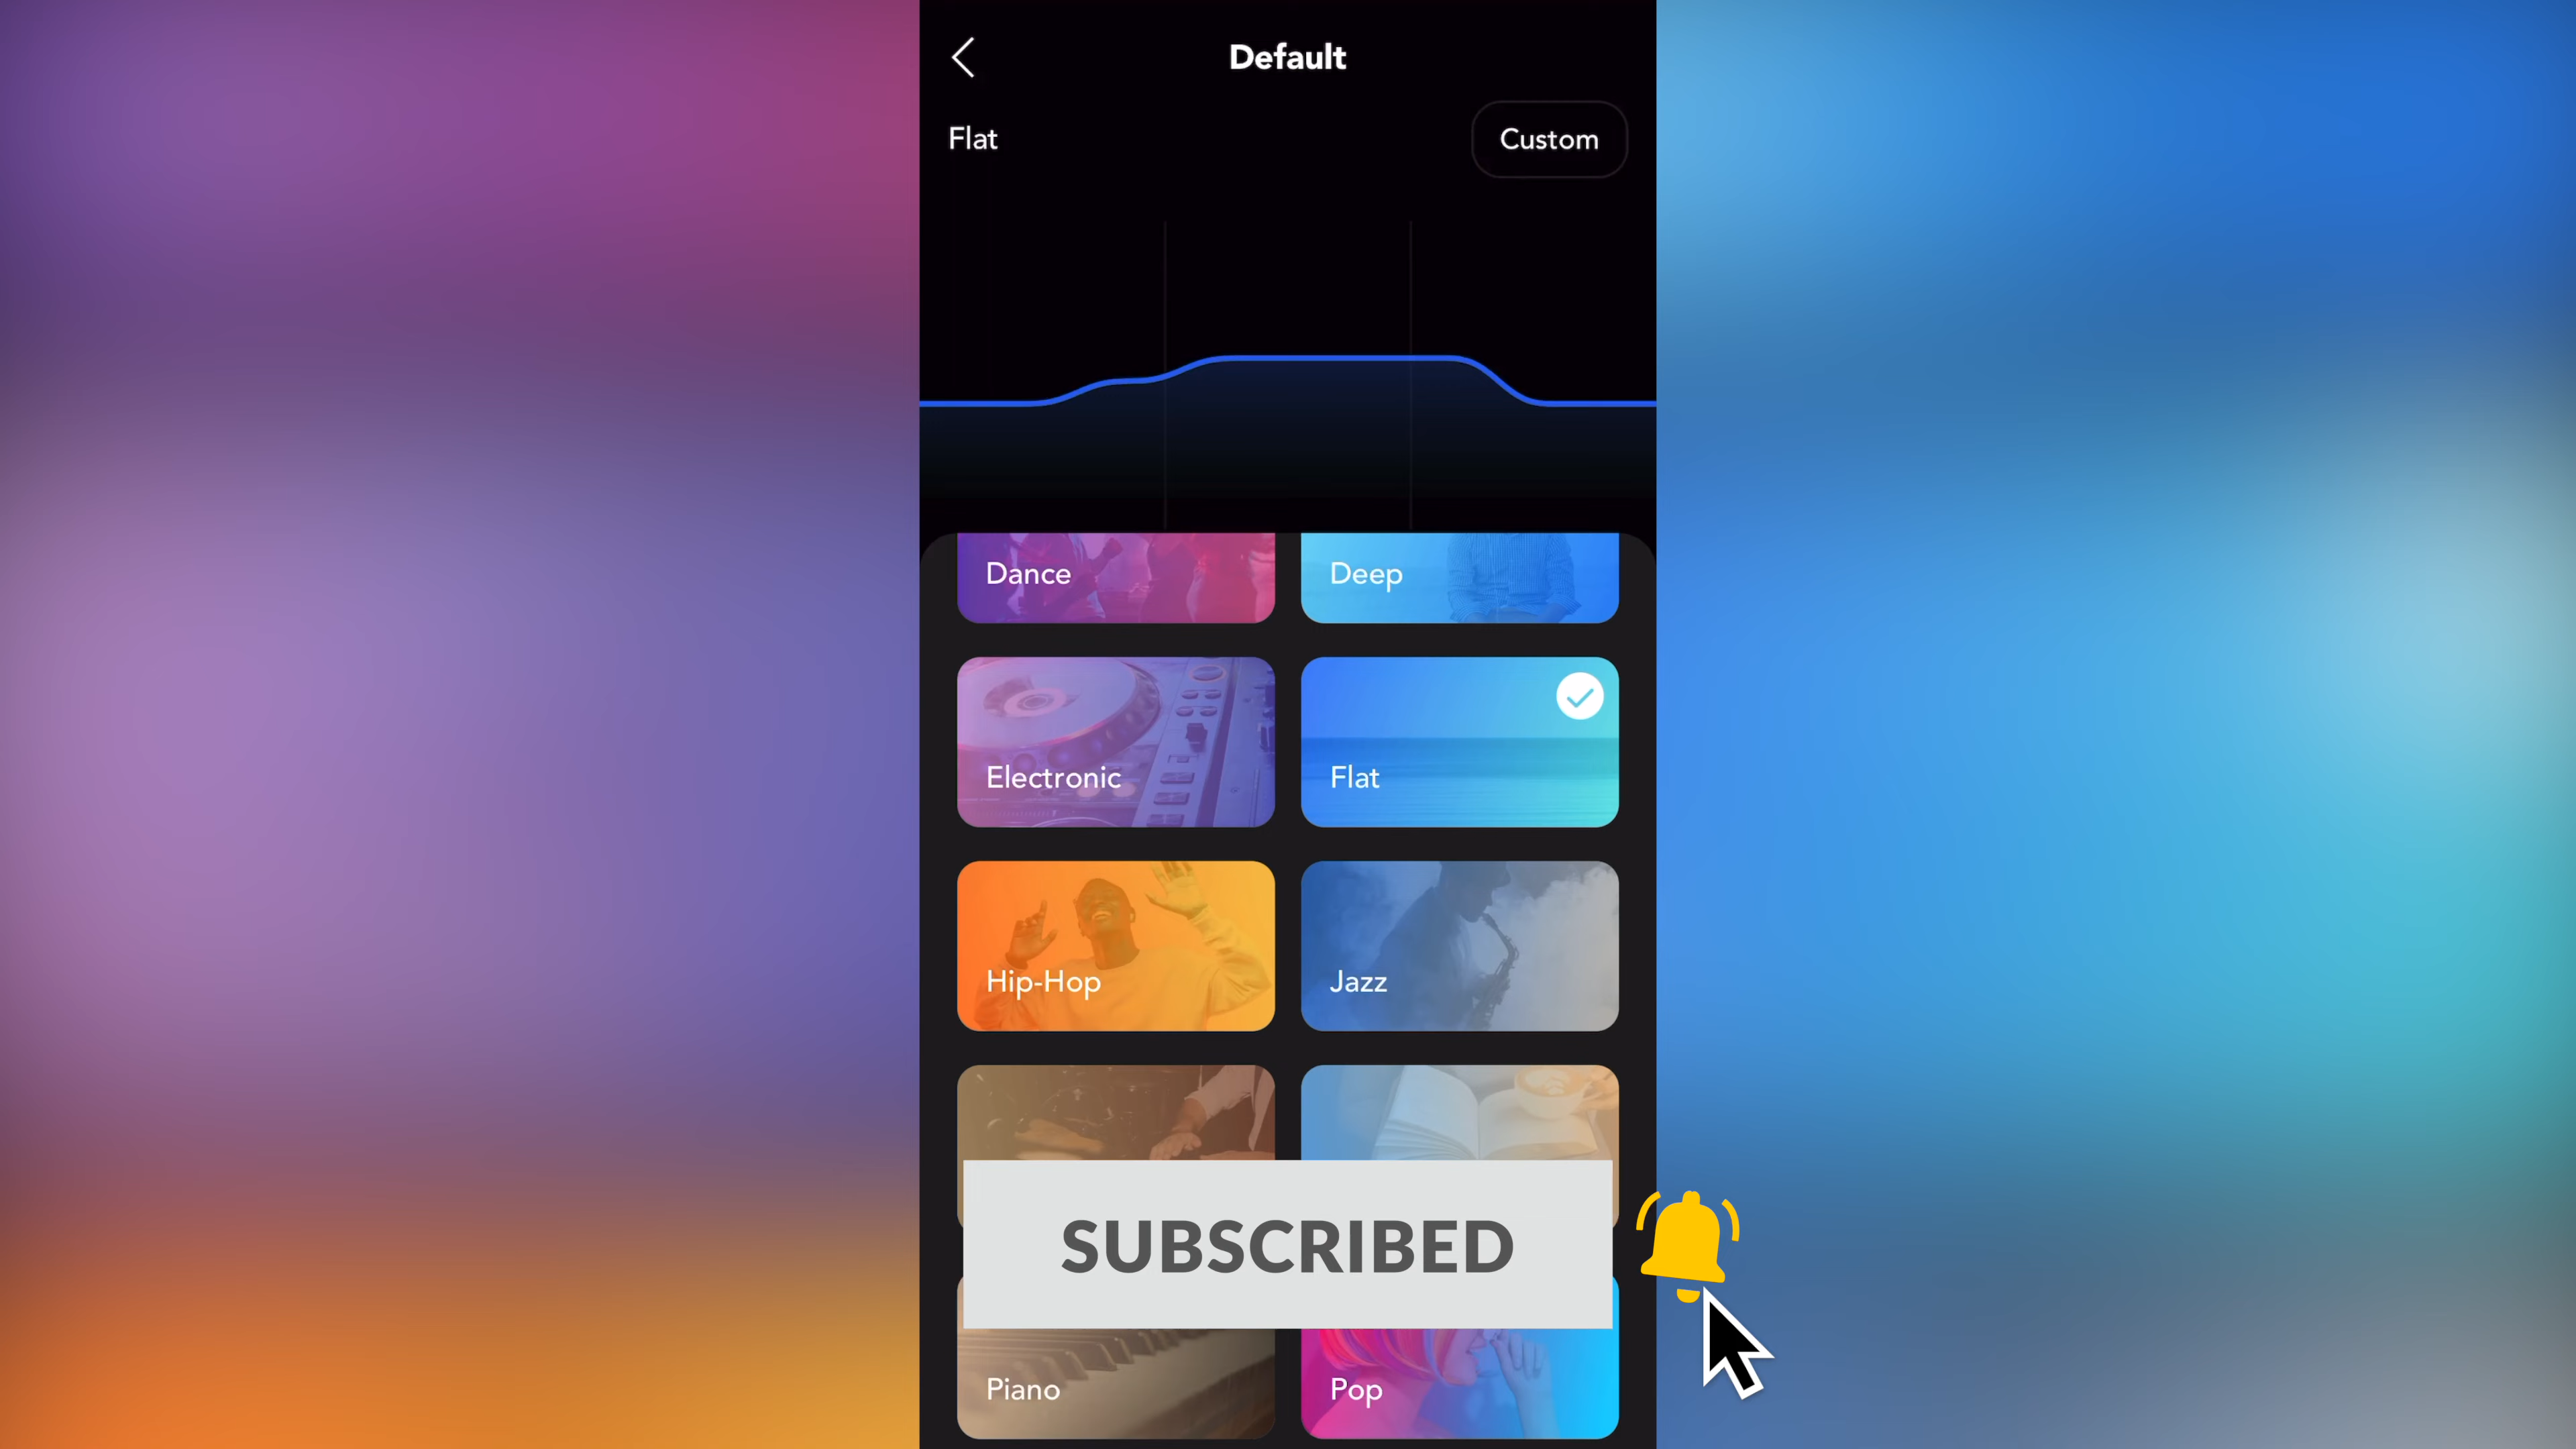 Default
Flat
Custom
Dance
Deep
Electronic
Flat
Hip-Hop
Jazz
SUBSCRIBED
Piano
Pop